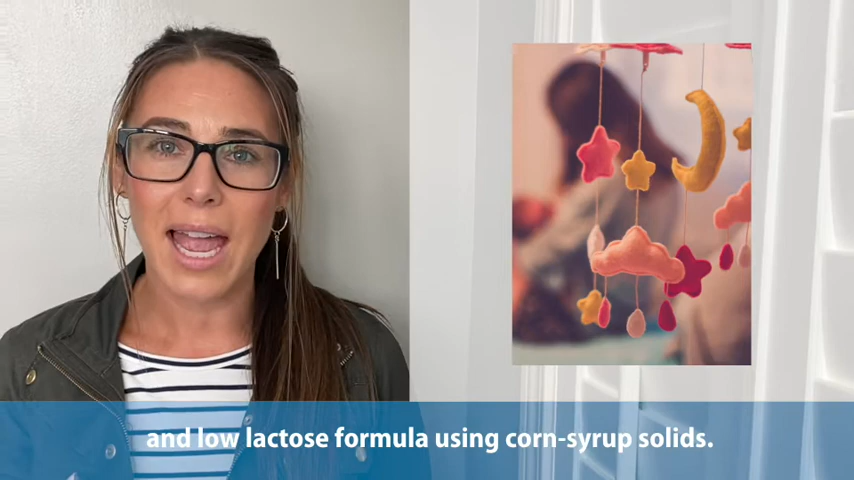 and low lactose formula using corn-syrup solids.